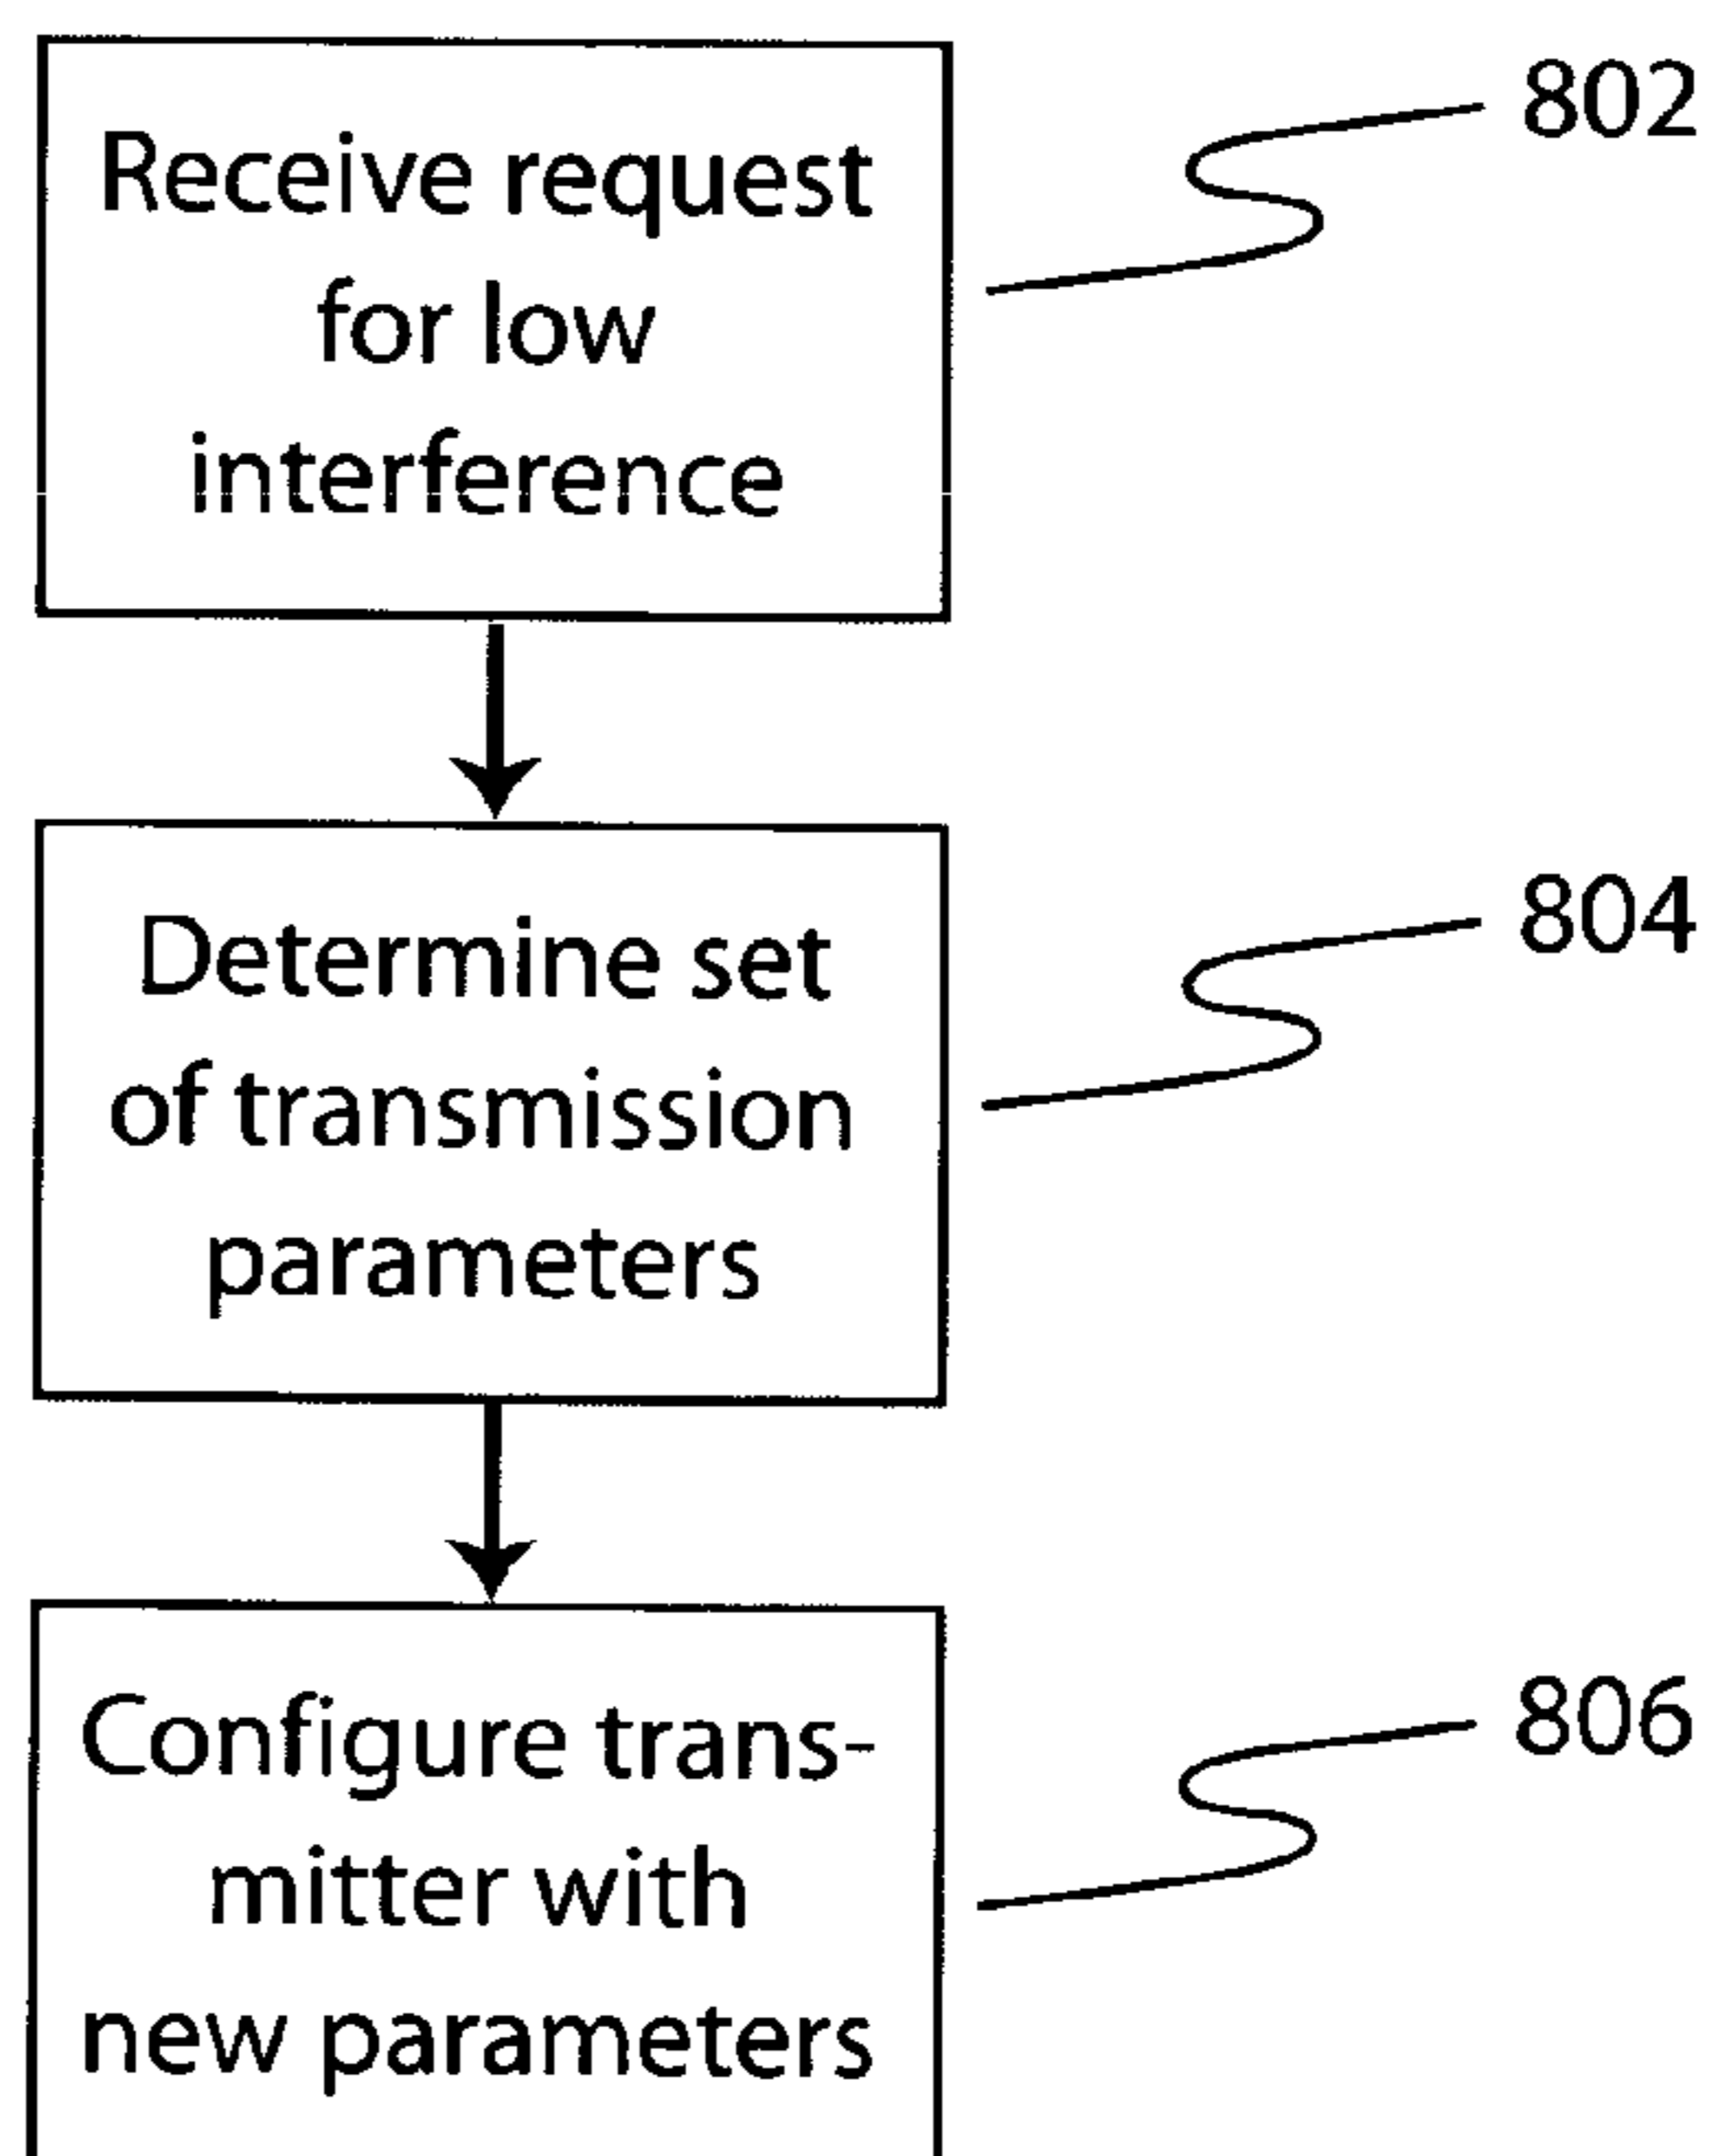 Receive request
for low
interference
802
Determine set
of transmission
parameters
804
Configure trans-
mitter with
new parameters
806